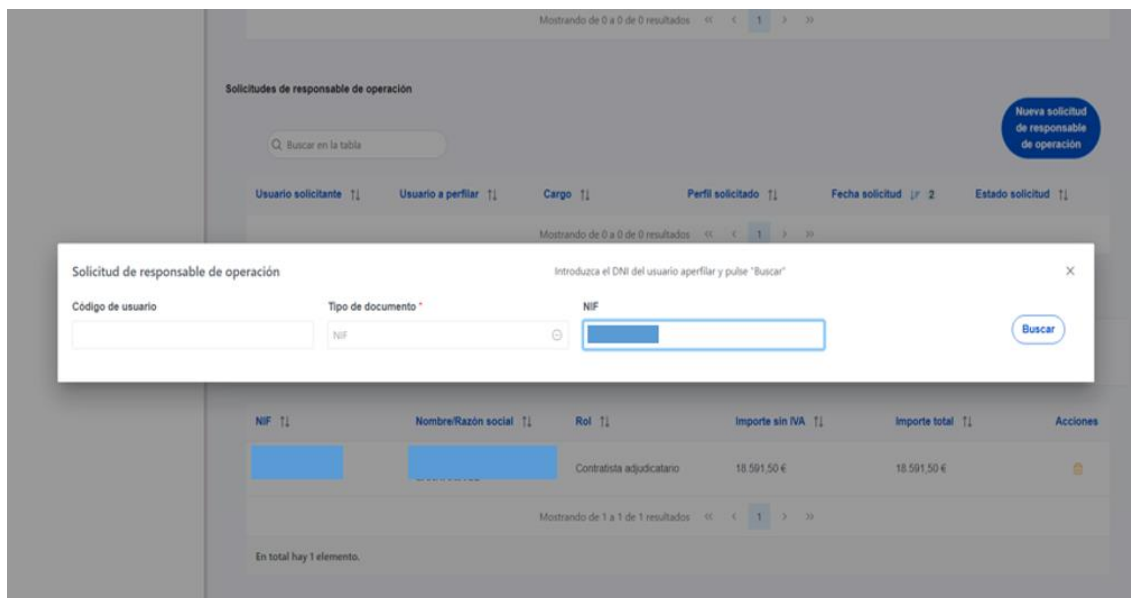 Mostrando de 0 a 0 de 0 resultados « ‹ 1 › »
Solicitudes de responsable de operación
Nueva solicitud
de responsable
de operación
Buscar en la tabla
Usuario solicitante Usuario a perfilar Cargo Perfil solicitado Fecha solicitud 2 Estado solicitud
Mostrando de 0 a 0 de 0 resultados « ‹ 1 › »
Solicitud de responsable de operación Introduzca el DNI del usuario aperfilar y pulse "Buscar" ×
Código de usuario Tipo de documento * NIF
NIF Buscar
NIF Nombre/Razón social Rol Importe sin IVA Importe total Acciones
Contratista adjudicatario 18.591,50 € 18.591,50 €
Mostrando de 1 a 1 de 1 resultados « ‹ 1 › »
En total hay 1 elemento.